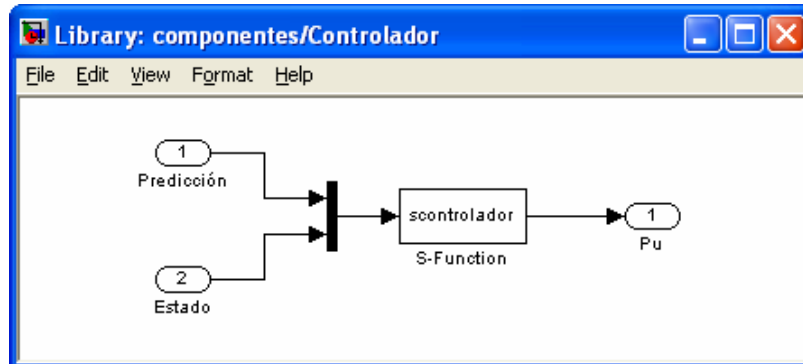 Library: componentes/Controlador
File Edit View Format Help
1
Predicción
2
Estado
scontrolador
S-Function
1
Pu